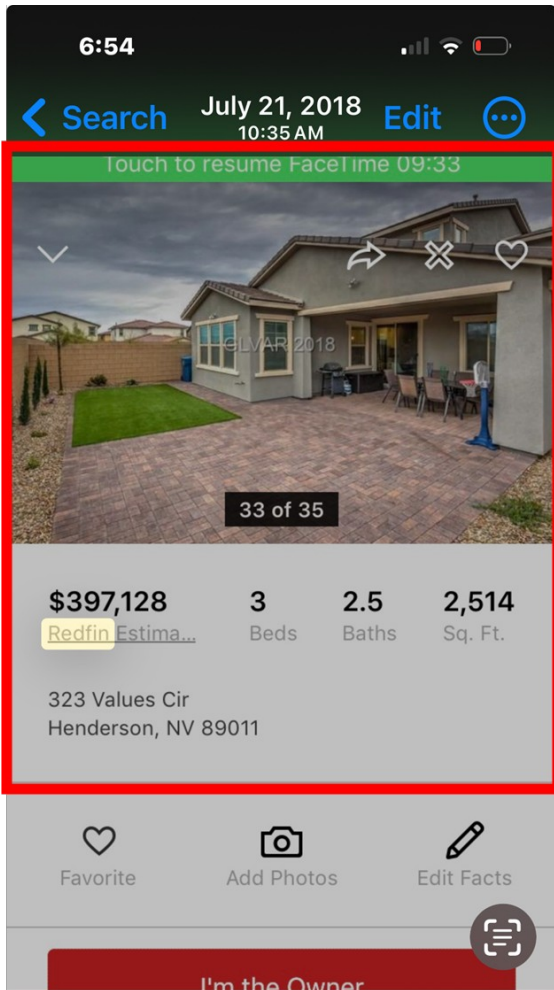 6:54
Search
July 21, 2018
Edit
10:35 AM
Touch to resume FaceTime 09:33
GLVAR 2018
33 of 35
$397,128 3 2.5 2,514
Redfin Estima... Beds Baths Sq. Ft.
323 Values Cir
Henderson, NV 89011
Favorite Add Photos Edit Facts
I'm the Owner